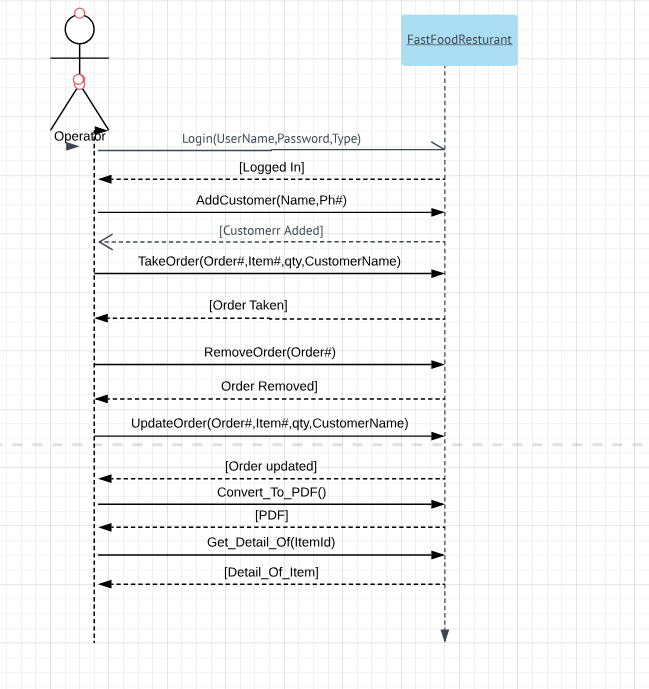 FastFoodResturant
Operator
Login(UserName,Password,Type)
[Logged In]
AddCustomer(Name,Ph#)
[Customerr Added]
TakeOrder(Order#,Item#,qty,CustomerName)
[Order Taken]
RemoveOrder(Order#)
Order Removed]
UpdateOrder(Order#,Item#,qty,CustomerName)
[Order updated]
Convert_To_PDF()
[PDF]
Get_Detail_Of(ItemId)
[Detail_Of_Item]